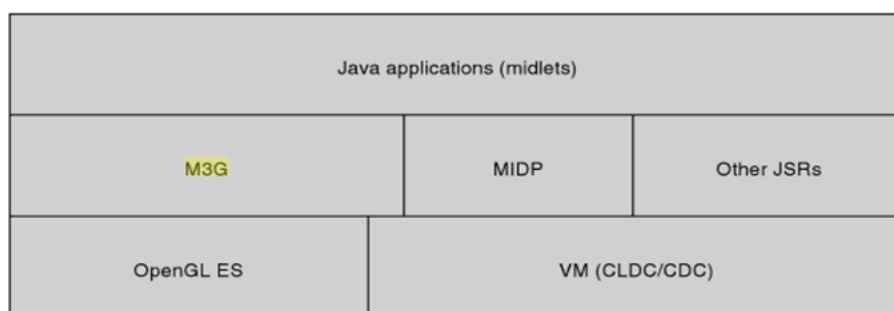 Java applications (midlets)
M3G
MIDP
Other JSRs
OpenGL ES
VM (CLDC/CDC)